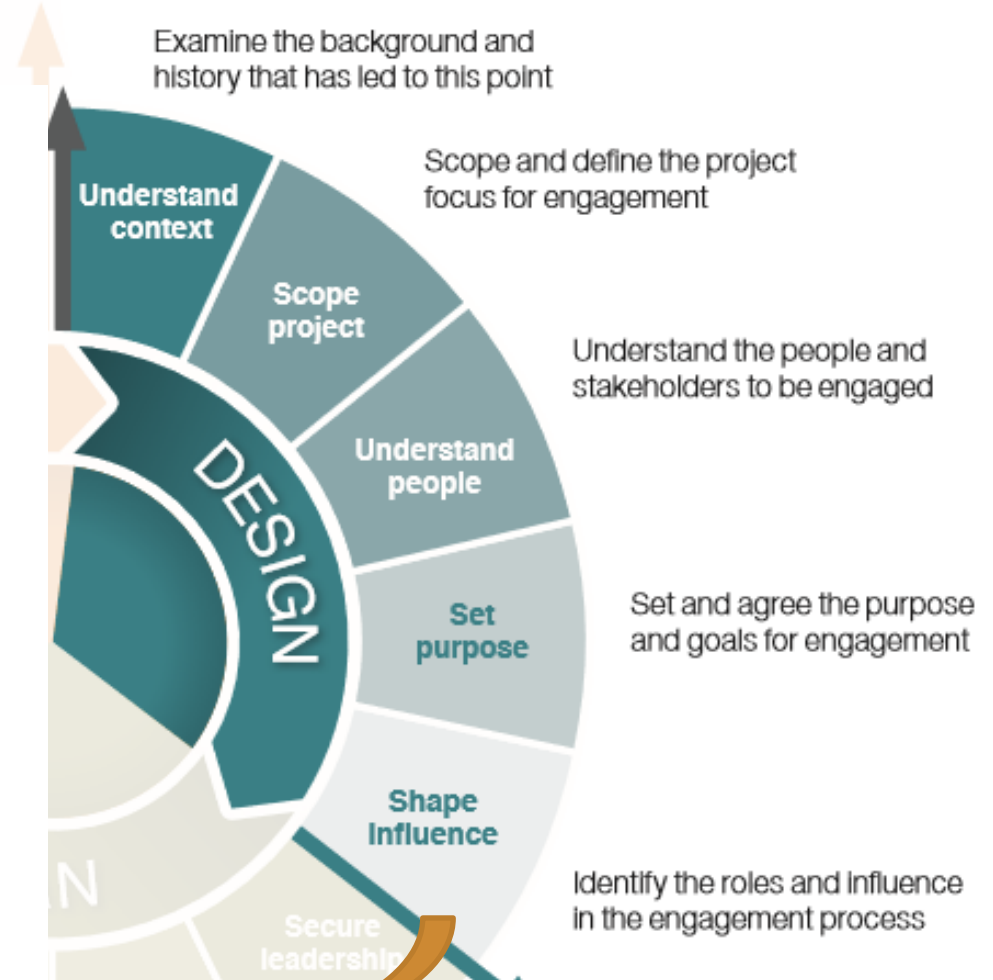 Examine the background and
history that has led to this point
Understand
context
Scope and define the project
focus for engagement
Scope
project
Understand the people and
stakeholders to be engaged
Understand
people
DESIGN
Set and agree the purpose
and goals for engagement
Set
purpose
Shape
Influence
Identify the roles and influence
in the engagement process
N
Secure
leadership